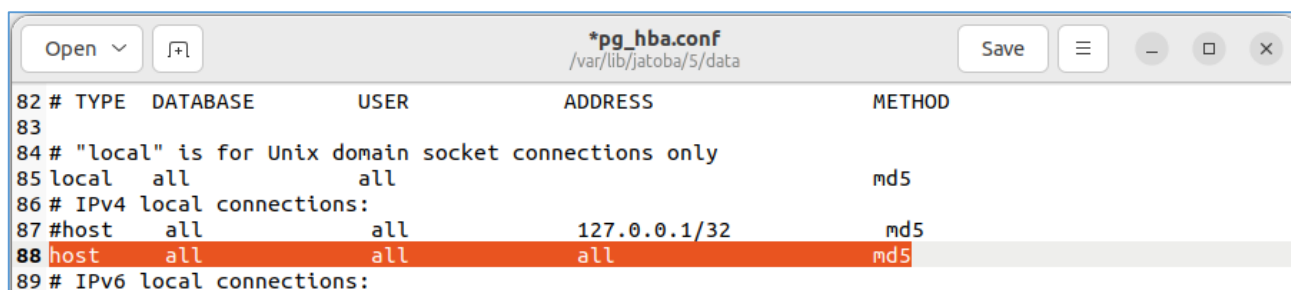 Open
*pg_hba.conf
/var/lib/jatoba/5/data
Save
82 # TYPE  DATABASE        USER            ADDRESS                 METHOD
83
84 # "local" is for Unix domain socket connections only
85 local   all             all                                     md5
86 # IPv4 local connections:
87 #host    all             all             127.0.0.1/32            md5
88 host     all             all             all                     md5
89 # IPv6 local connections: